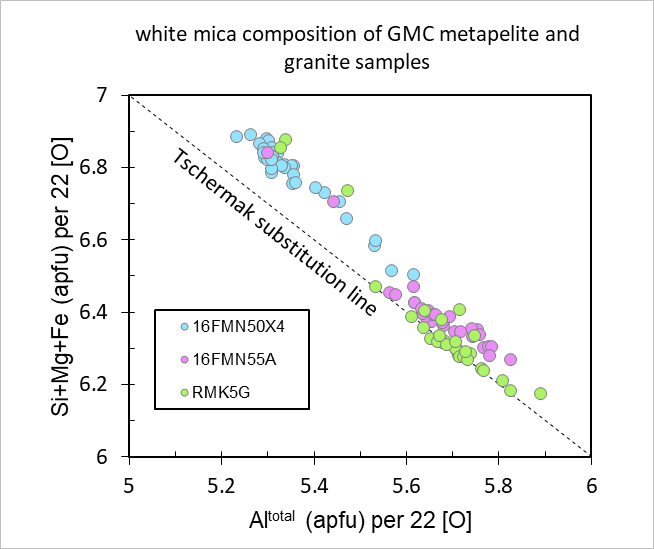 white mica composition of GMC metapelite and
granite samples
7
6.8
6.6
6.4
6.2
6
Si+Mg+Fe (apfu) per 22 [O]
Tschermak substitution line
16FMN50X4
16FMN55A
RMK5G
5
5.2
5.4
5.6
5.8
6
Al^total (apfu) per 22 [O]